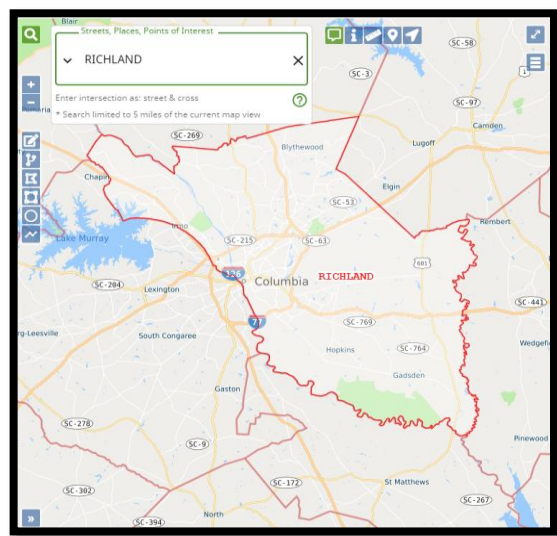 Blair
Streets, Places, Points of Interest
RICHLAND
Enter intersection as: street & cross
* Search limited to 5 miles of the current map view
SC-58
SC-3
1
SC-97
Camden
SC-269
Blythewood
Lugoff
Chapin
Elgin
SC-53
Irmo
Rembert
Lake Murray
SC-215
SC-63
601
126
Columbia
RICHLAND
SC-204
Lexington
SC-441
77
SC-769
rg-Leesville
South Congaree
Hopkins
SC-764
Wedgef
Gadsden
Gaston
SC-278
SC-9
Pinewood
SC-302
SC-172
St Matthews
SC-267
North
SC-394